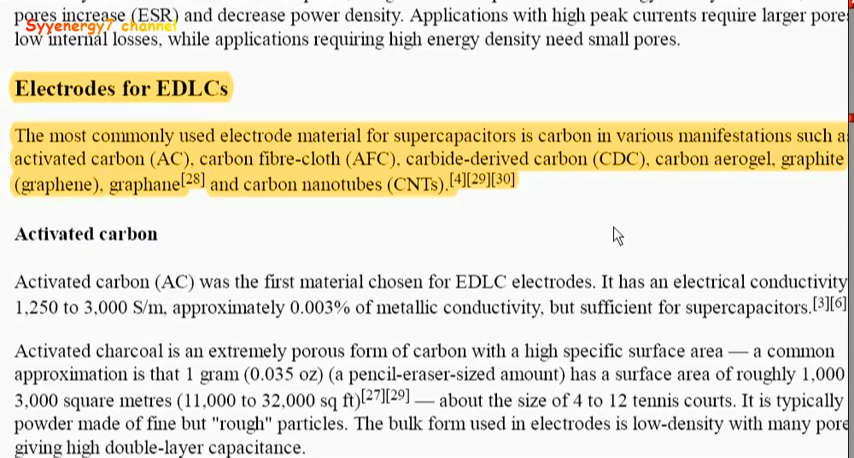 pores increase (ESR) and decrease power density. Applications with high peak currents require larger pore
Syyenergy7 channel
low internal losses, while applications requiring high energy density need small pores.
Electrodes for EDLCs
The most commonly used electrode material for supercapacitors is carbon in various manifestations such a
activated carbon (AC), carbon fibre-cloth (AFC), carbide-derived carbon (CDC), carbon aerogel, graphite
(graphene), graphane[28] and carbon nanotubes (CNTs).[4][29][30]
Activated carbon
Activated carbon (AC) was the first material chosen for EDLC electrodes. It has an electrical conductivity
1,250 to 3,000 S/m, approximately 0.003% of metallic conductivity, but sufficient for supercapacitors.[3][6]
Activated charcoal is an extremely porous form of carbon with a high specific surface area — a common
approximation is that 1 gram (0.035 oz) (a pencil-eraser-sized amount) has a surface area of roughly 1,000
3,000 square metres (11,000 to 32,000 sq ft)[27][29] — about the size of 4 to 12 tennis courts. It is typically
powder made of fine but "rough" particles. The bulk form used in electrodes is low-density with many pore
giving high double-layer capacitance.